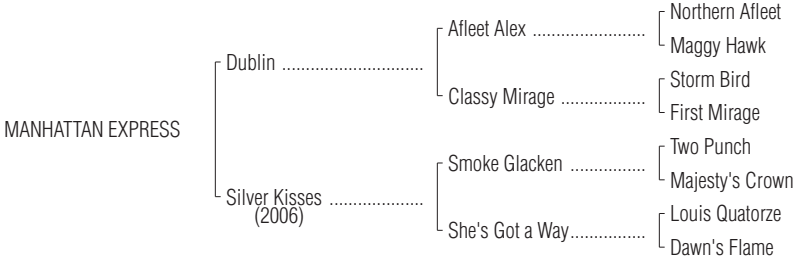 Northern Afleet
Afleet Alex ........................
Maggy Hawk
Dublin ..............................
Storm Bird
Classy Mirage ..................
First Mirage
MANHATTAN EXPRESS
Two Punch
Smoke Glacken ................
Majesty's Crown
Silver Kisses ....................
(2006)
Louis Quatorze
She's Got a Way................
Dawn's Flame